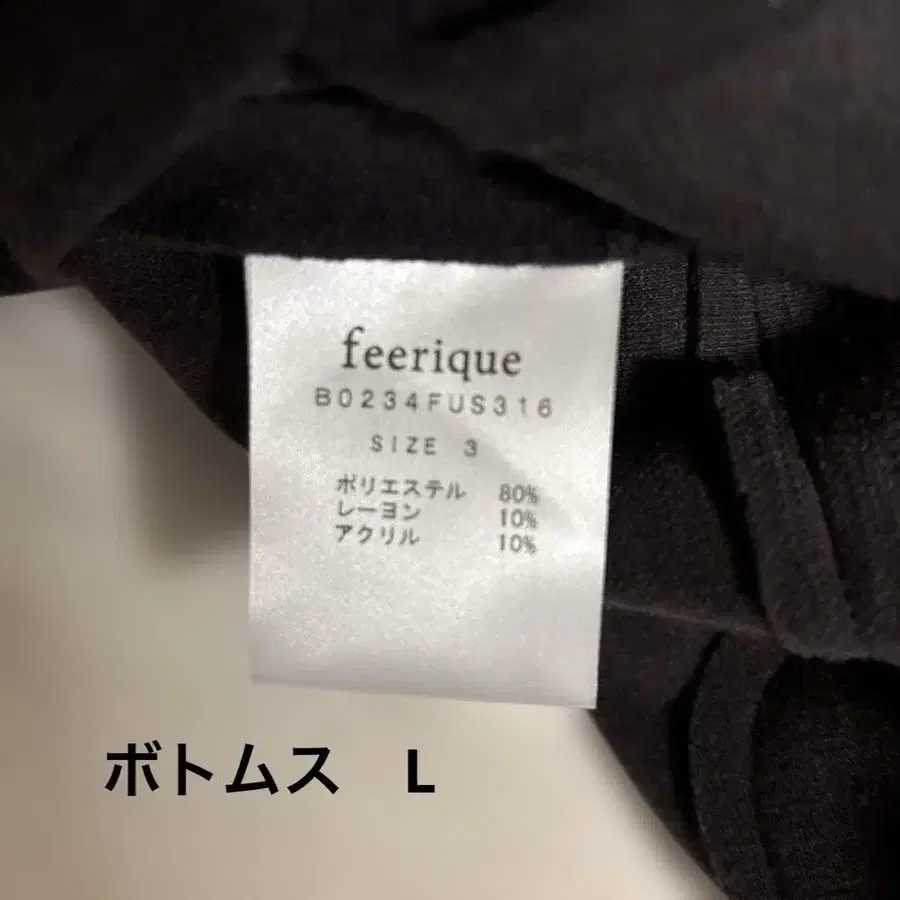 feerique
B0234FUS316
SIZE 3
ポリエステル 80%
レーヨン 10%
アクリル 10%
ボトムス L